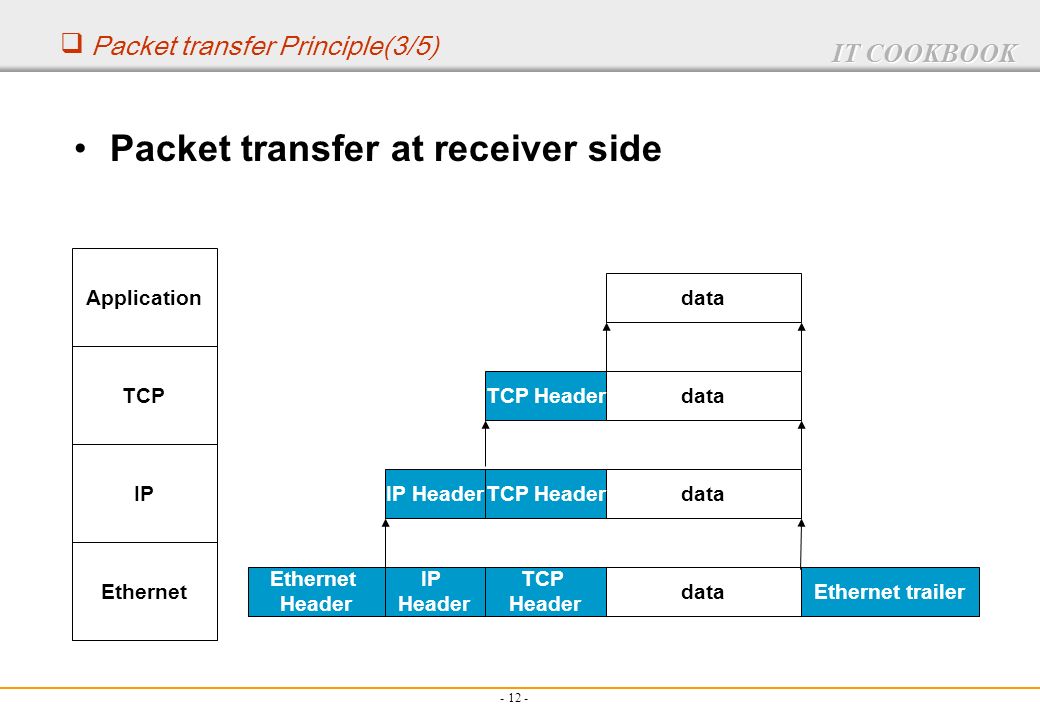 ❑ Packet transfer Principle(3/5)
IT COOKBOOK
• Packet transfer at receiver side
Application
data
TCP
TCP Header data
IP
IP Header TCP Header data
Ethernet
Ethernet
Header
IP
Header
TCP
Header
data
Ethernet trailer
- 12 -